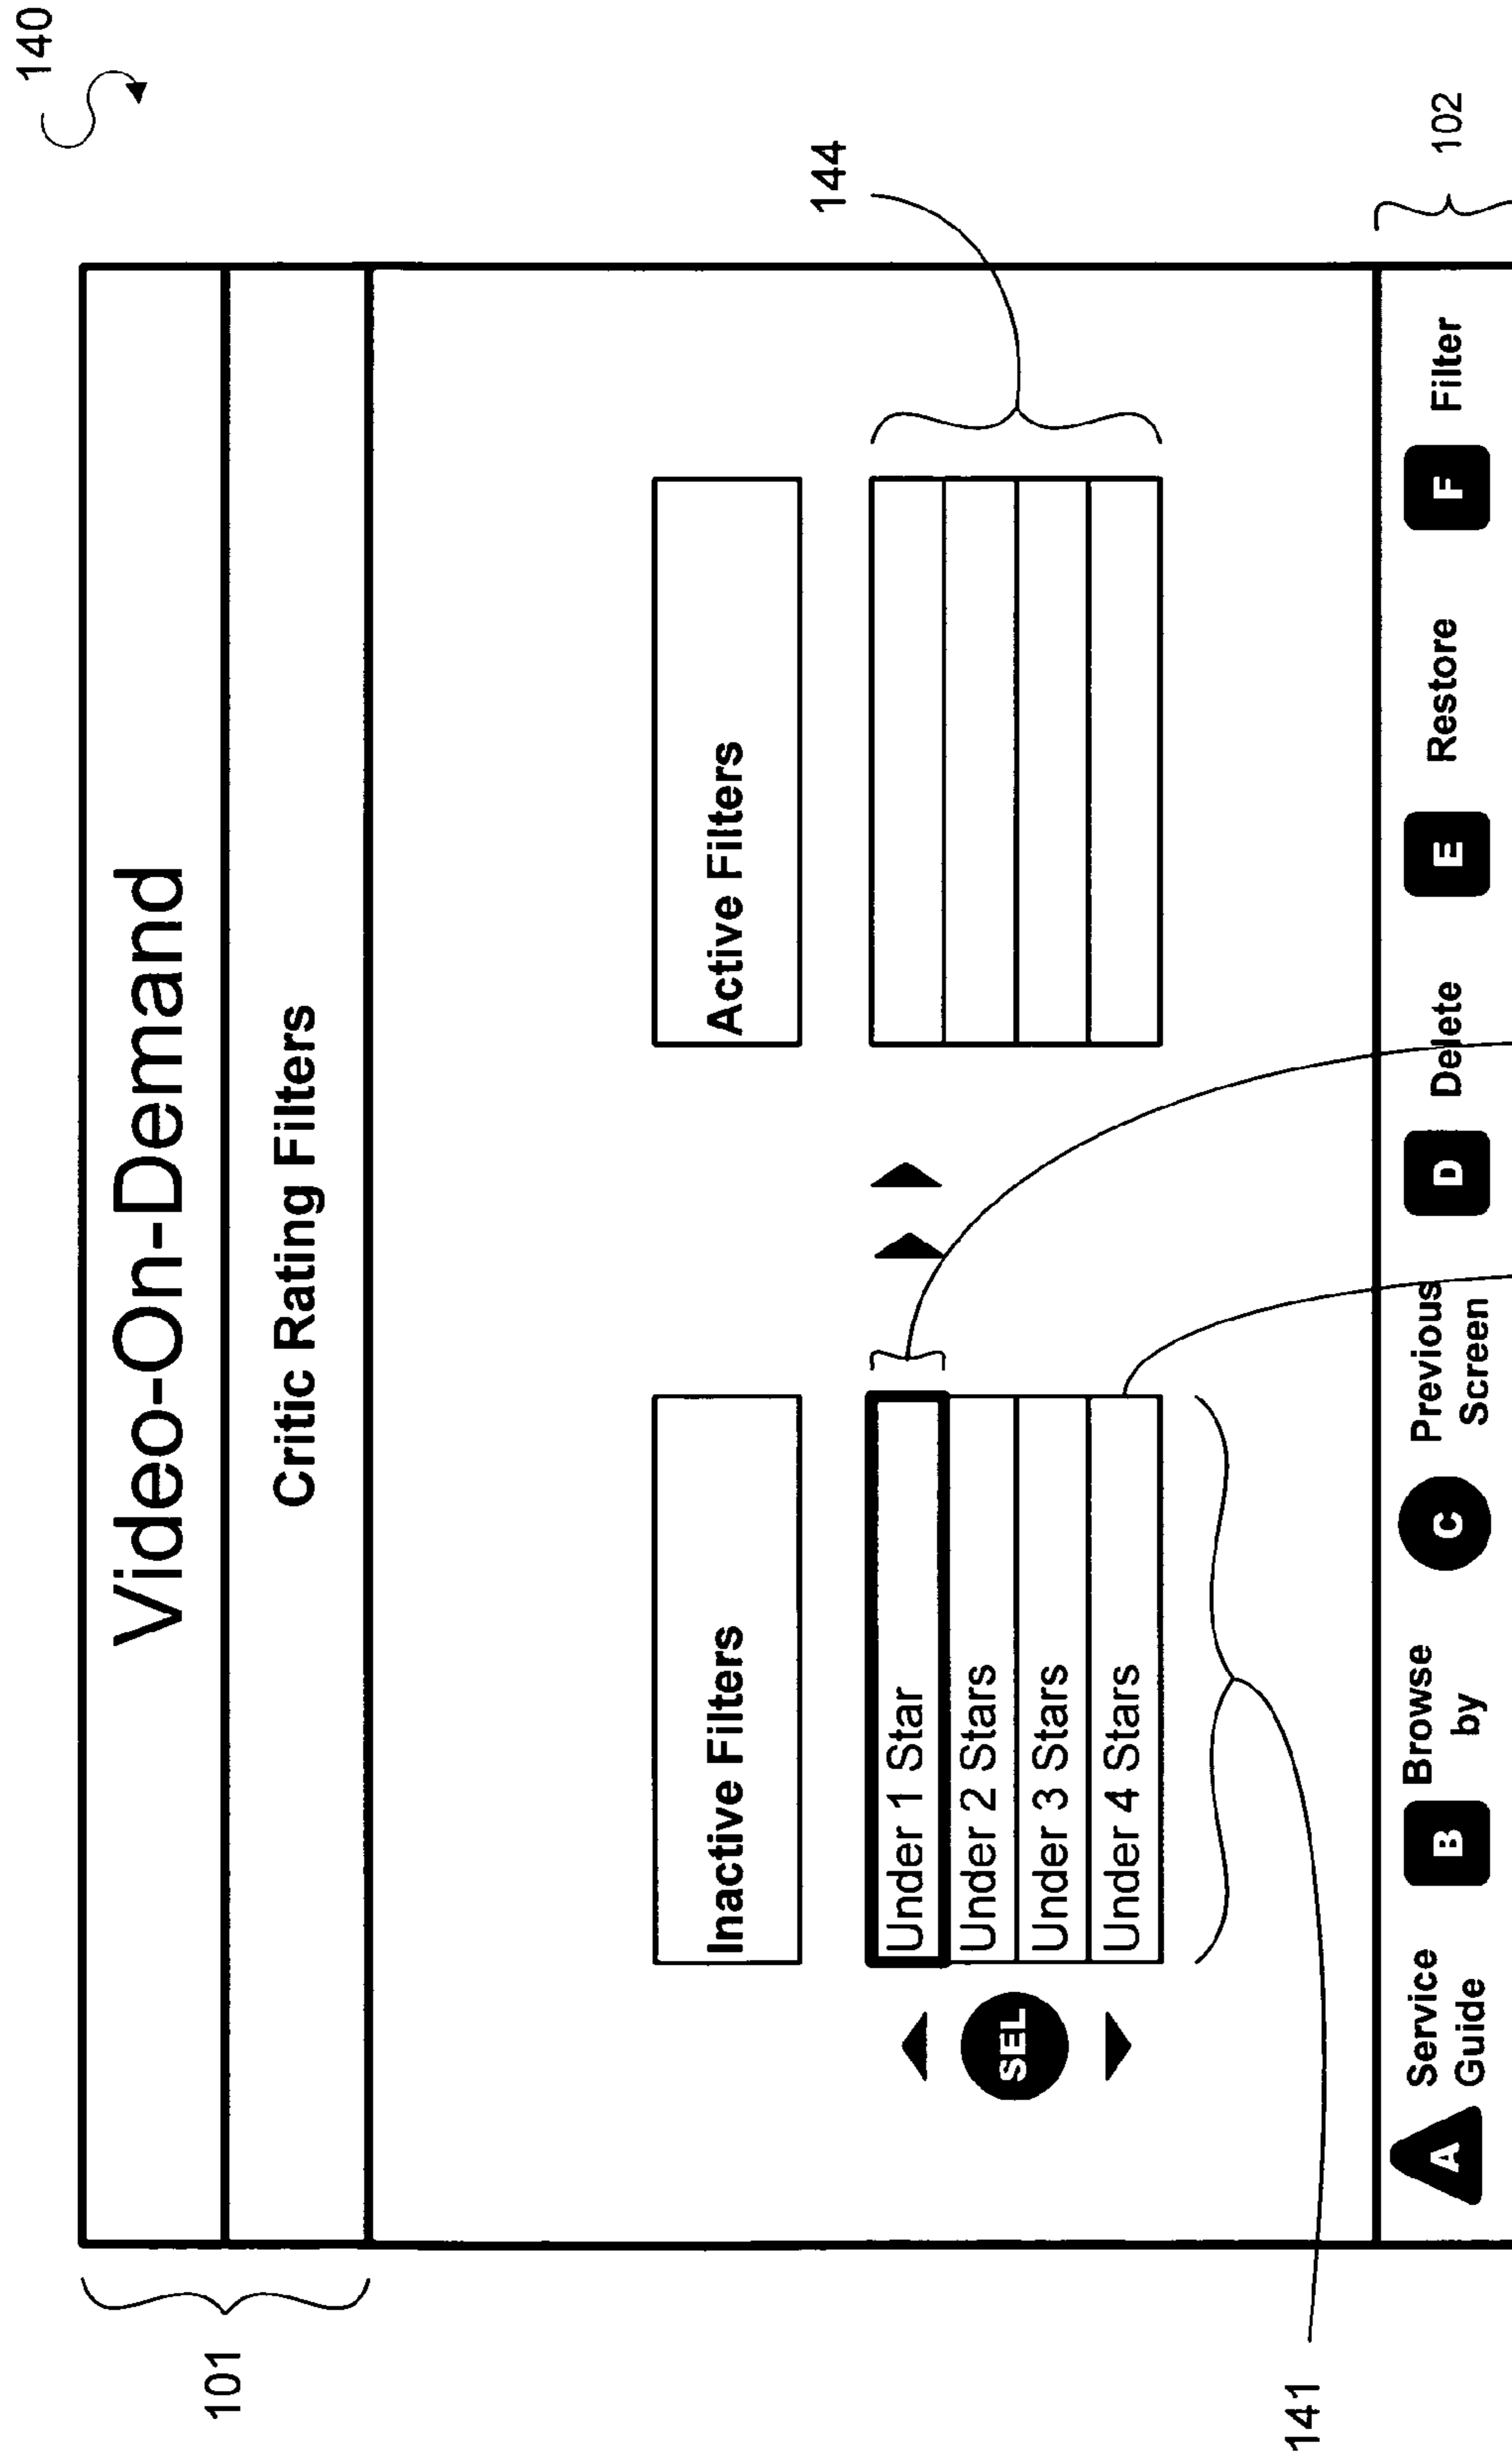 140
Video-On-Demand
101
Critic Rating Filters
Inactive Filters
Active Filters
144
Under 1 Star
Under 2 Stars
Under 3 Stars
Under 4 Stars
SEL
141
A Service Guide
B Browse by
C Previous Screen
D Delete
E Restore
F Filter
102